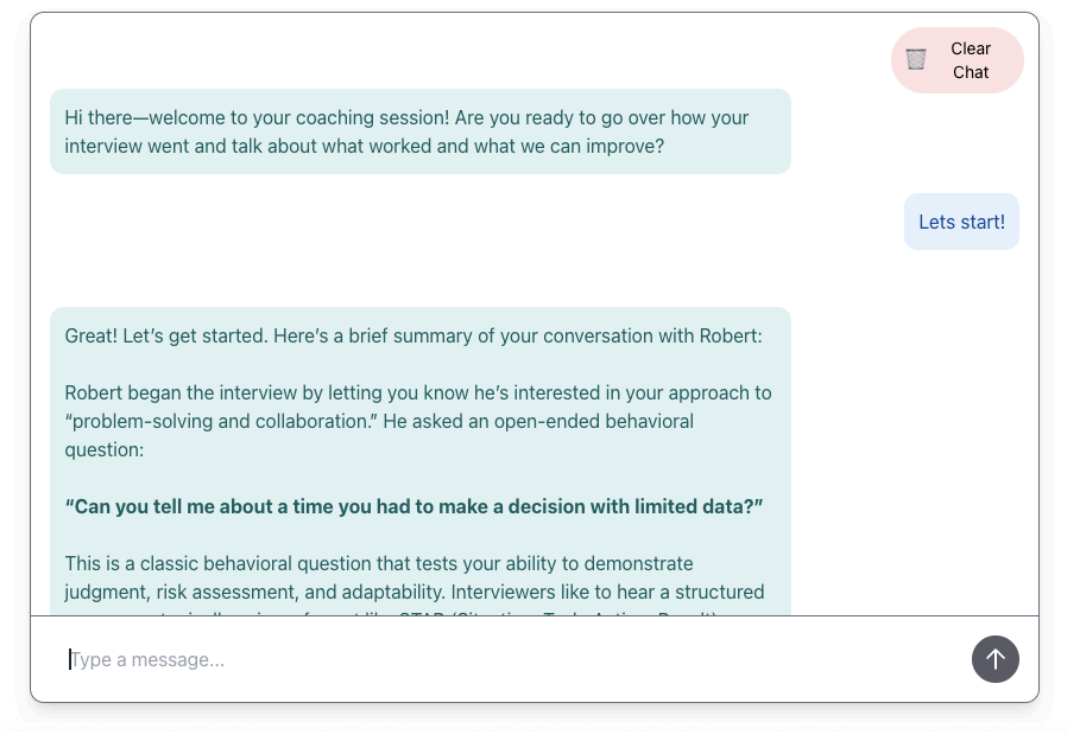 Clear
Chat
Hi there—welcome to your coaching session! Are you ready to go over how your
interview went and talk about what worked and what we can improve?
Lets start!
Great! Let’s get started. Here’s a brief summary of your conversation with Robert:
Robert began the interview by letting you know he’s interested in your approach to
“problem-solving and collaboration.” He asked an open-ended behavioral
question:
“Can you tell me about a time you had to make a decision with limited data?”
This is a classic behavioral question that tests your ability to demonstrate
judgment, risk assessment, and adaptability. Interviewers like to hear a structured
Type a message...